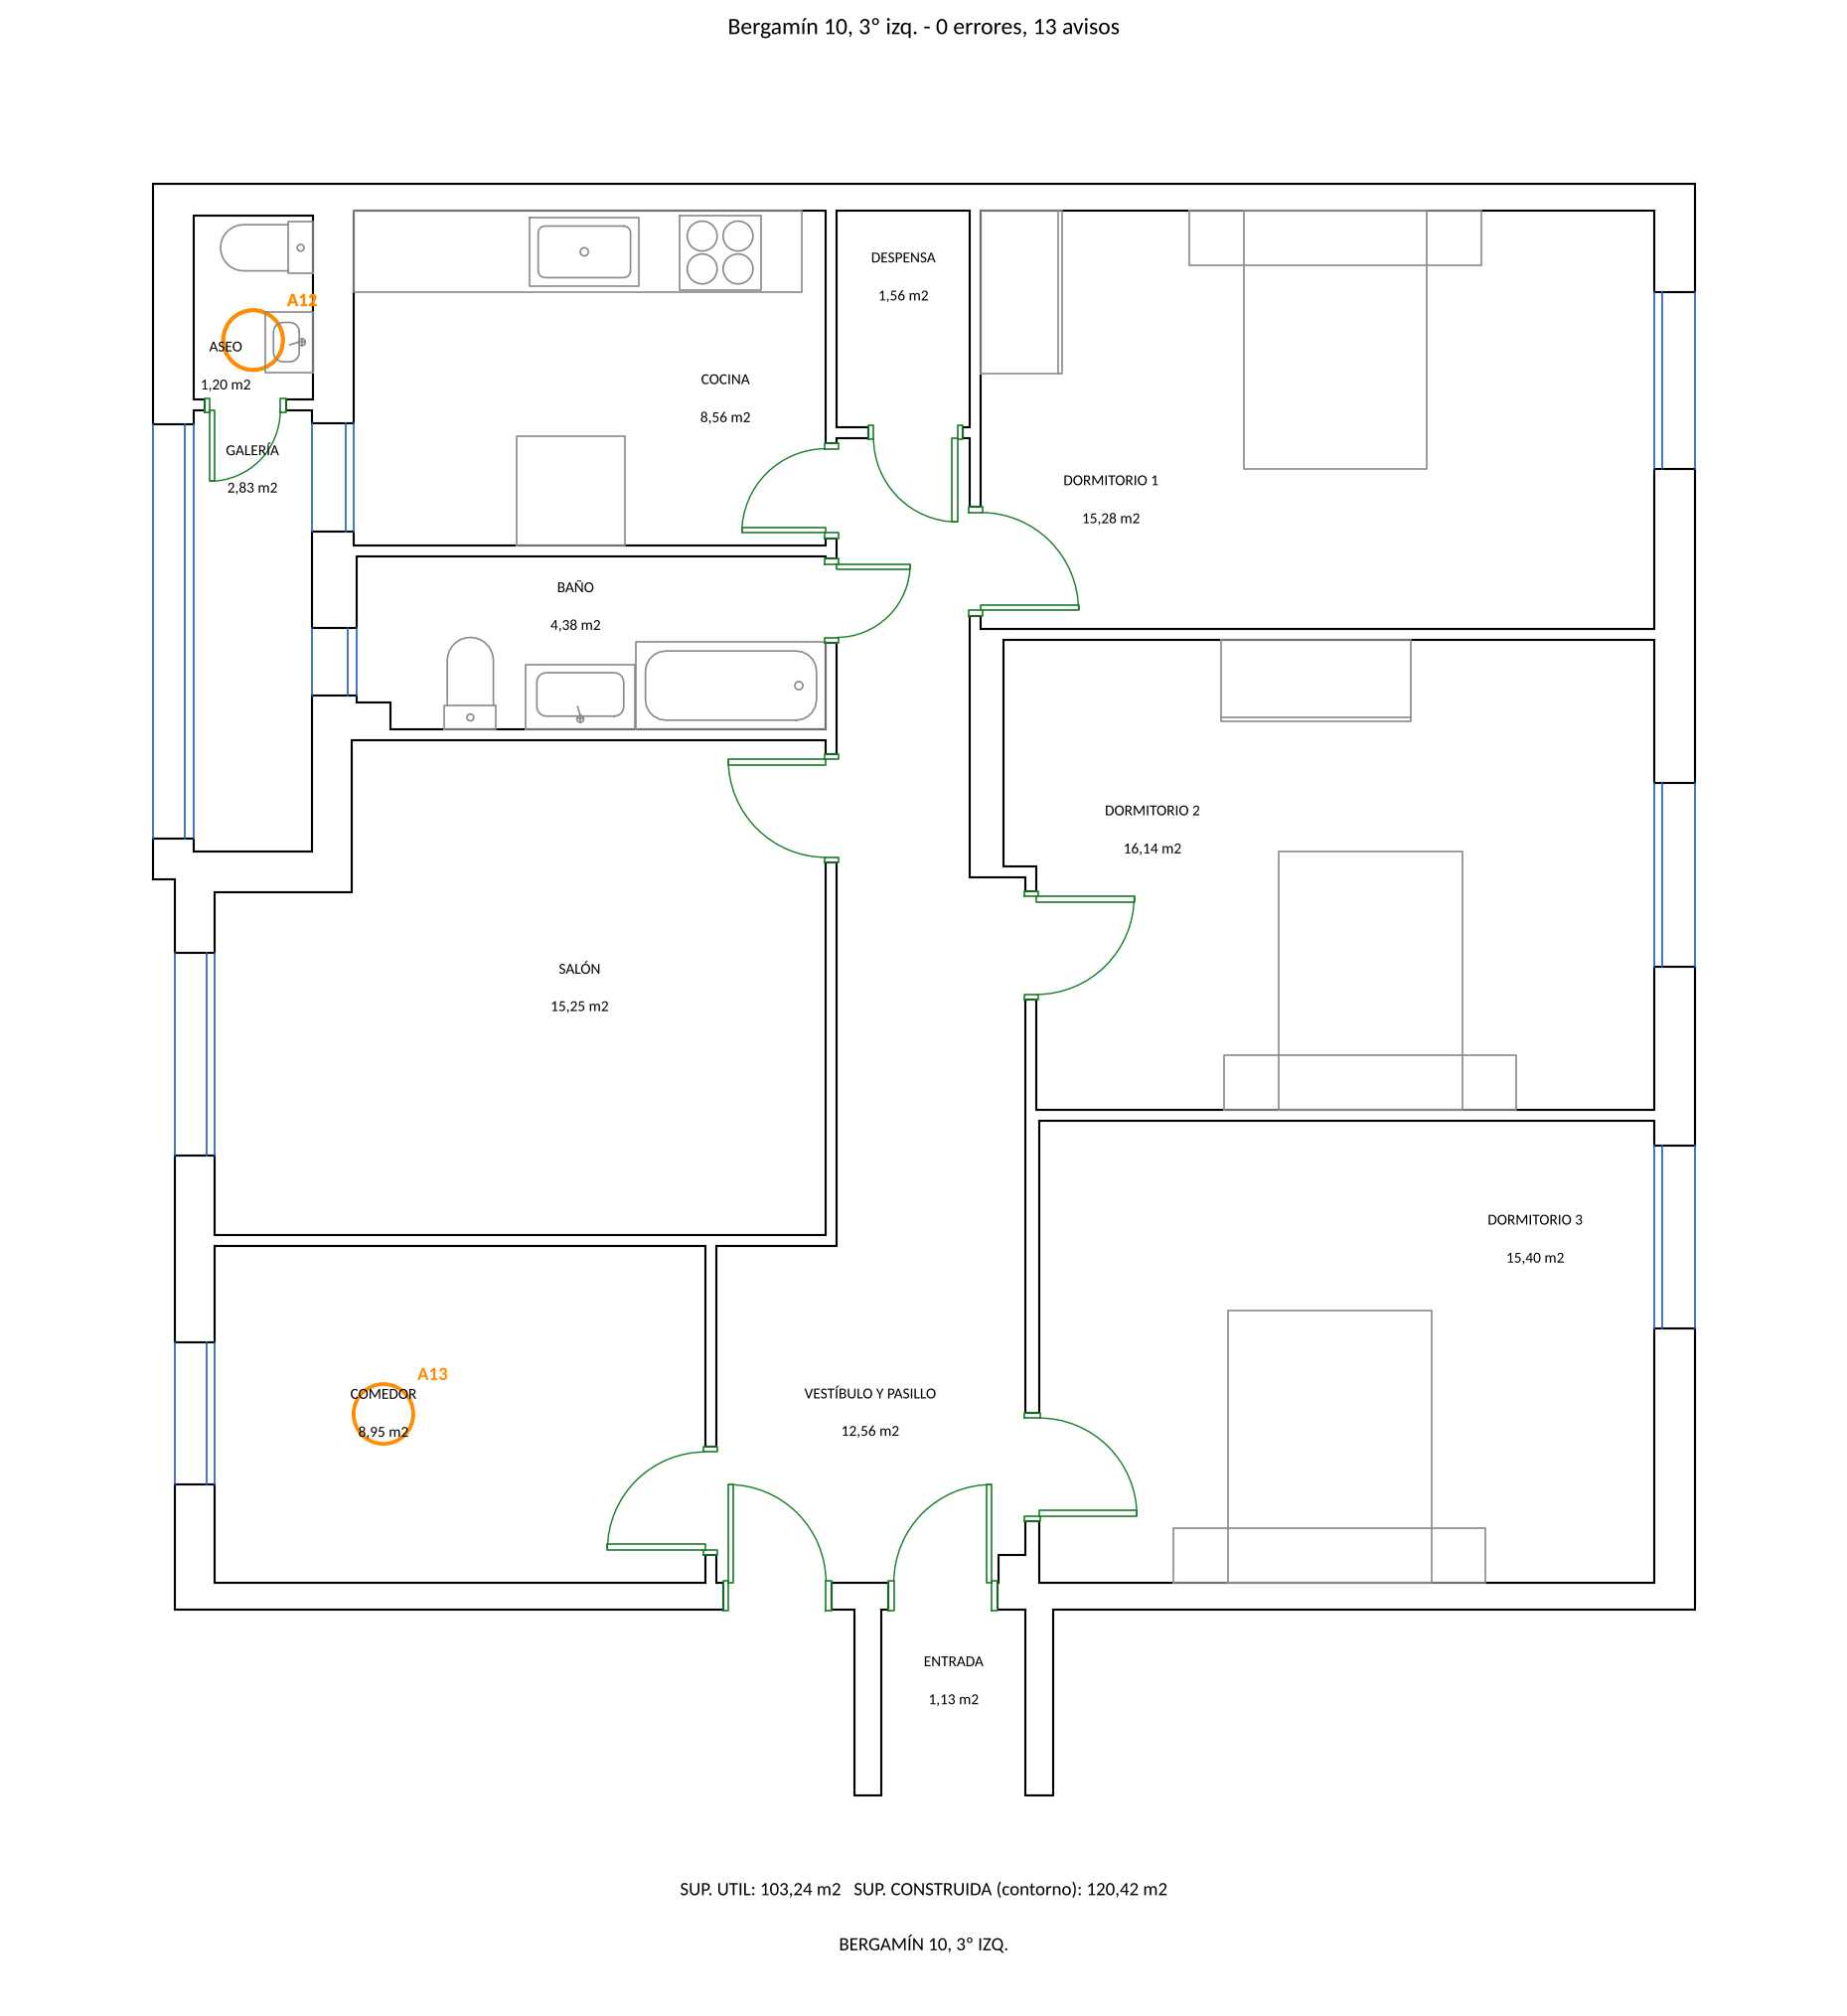 Bergamín 10, 3º izq. - 0 errores, 13 avisos
DESPENSA
1,56 m2
A12
ASEO
1,20 m2
COCINA
8,56 m2
GALERÍA
2,83 m2
DORMITORIO 1
15,28 m2
BAÑO
4,38 m2
DORMITORIO 2
16,14 m2
SALÓN
15,25 m2
DORMITORIO 3
15,40 m2
A13
COMEDOR
8,95 m2
VESTÍBULO Y PASILLO
12,56 m2
ENTRADA
1,13 m2
SUP. UTIL: 103,24 m2 SUP. CONSTRUIDA (contorno): 120,42 m2
BERGAMÍN 10, 3º IZQ.